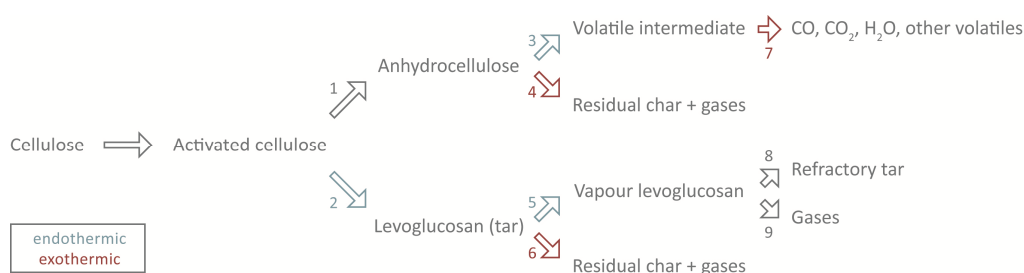 3 Volatile intermediate 7 CO, CO₂, H₂O, other volatiles
1 Anhydrocellulose
4 Residual char + gases
Cellulose Activated cellulose
8 Refractory tar
2 5 Vapour levoglucosan
9 Gases
Levoglucosan (tar)
6 Residual char + gases
endothermic
exothermic